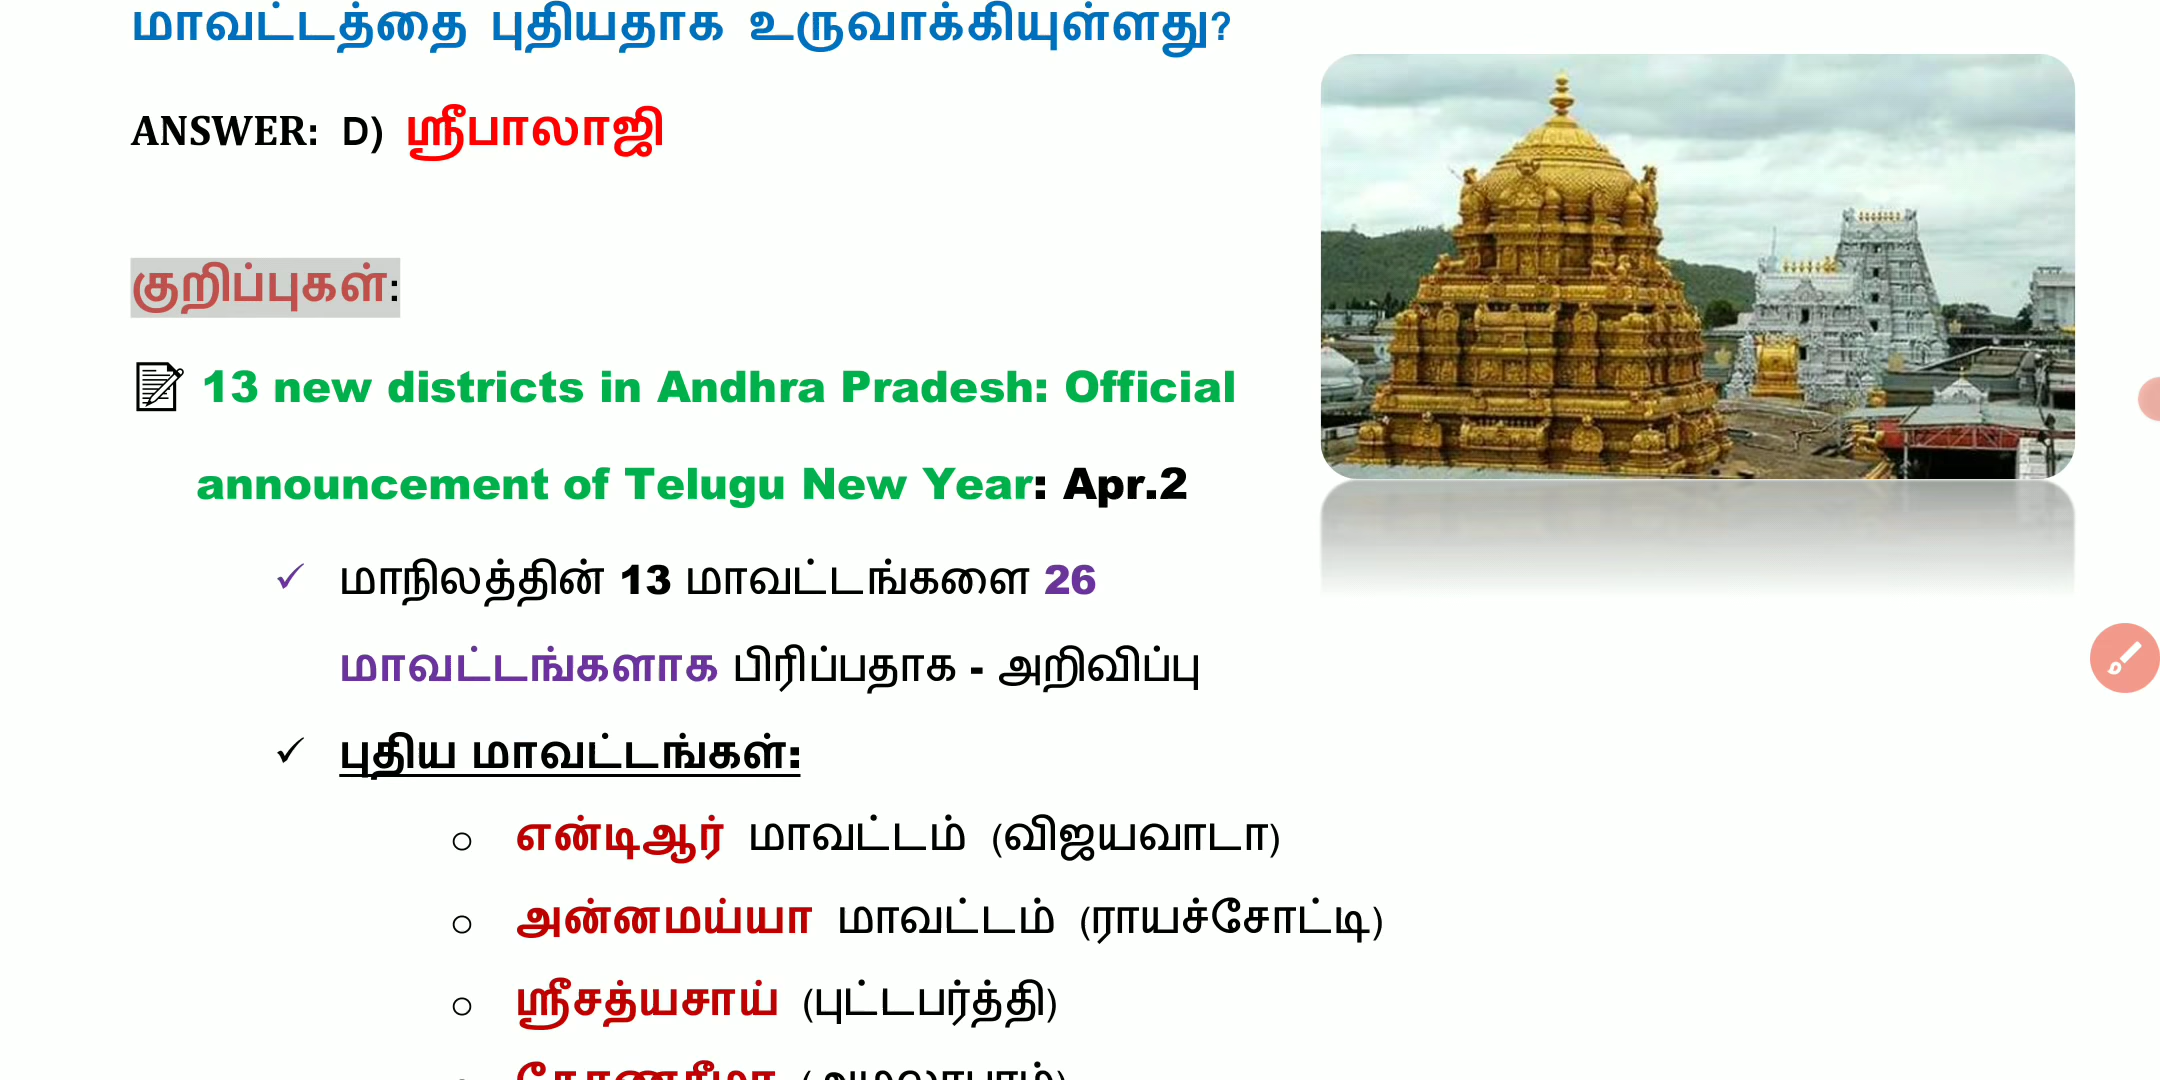 மாவட்டத்தை புதியதாக உருவாக்கியுள்ளது?
ANSWER: D) ஸ்ரீபாலாஜி
குறிப்புகள்:
13 new districts in Andhra Pradesh: Official
announcement of Telugu New Year: Apr.2
✓ மாநிலத்தின் 13 மாவட்டங்களை 26
மாவட்டங்களாக பிரிப்பதாக - அறிவிப்பு
✓ புதிய மாவட்டங்கள்:
o என்டிஆர் மாவட்டம் (விஜயவாடா)
o அன்னமய்யா மாவட்டம் (ராயச்சோட்டி)
o ஸ்ரீசத்யசாய் (புட்டபர்த்தி)